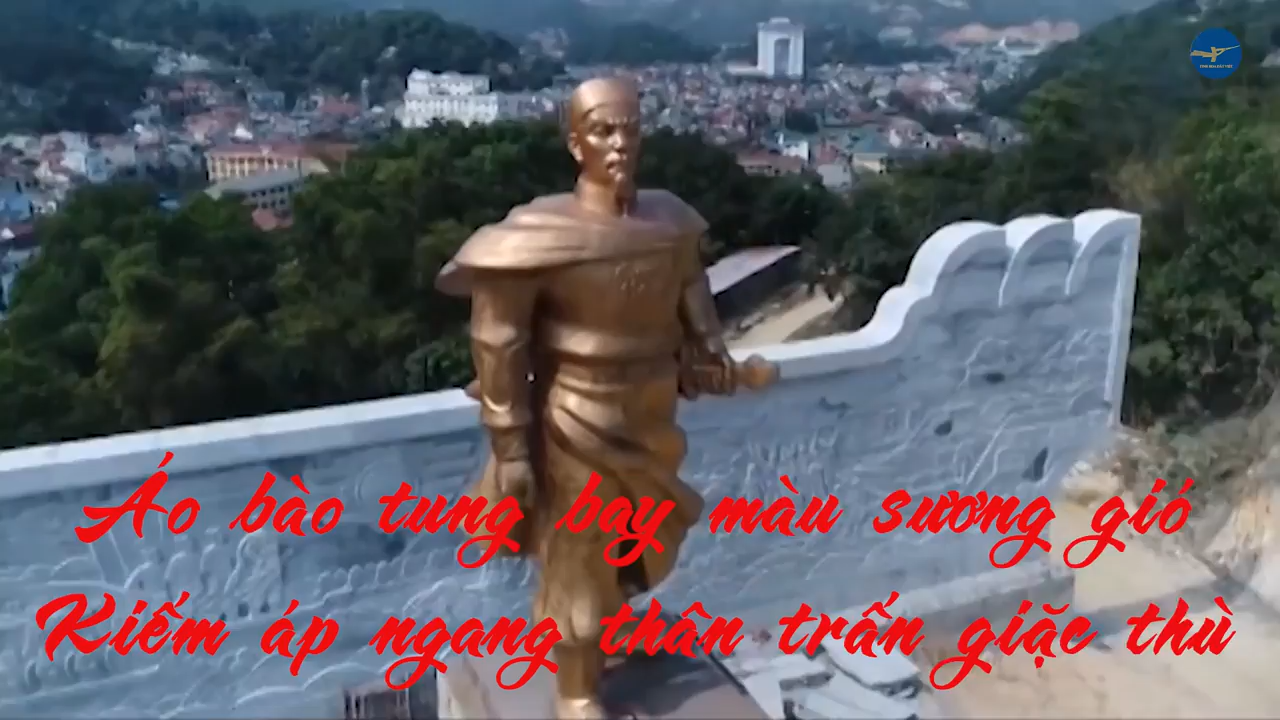 Áo bào tung bay màu sương gió
Kiếm áp ngang thân trấn giặc thù